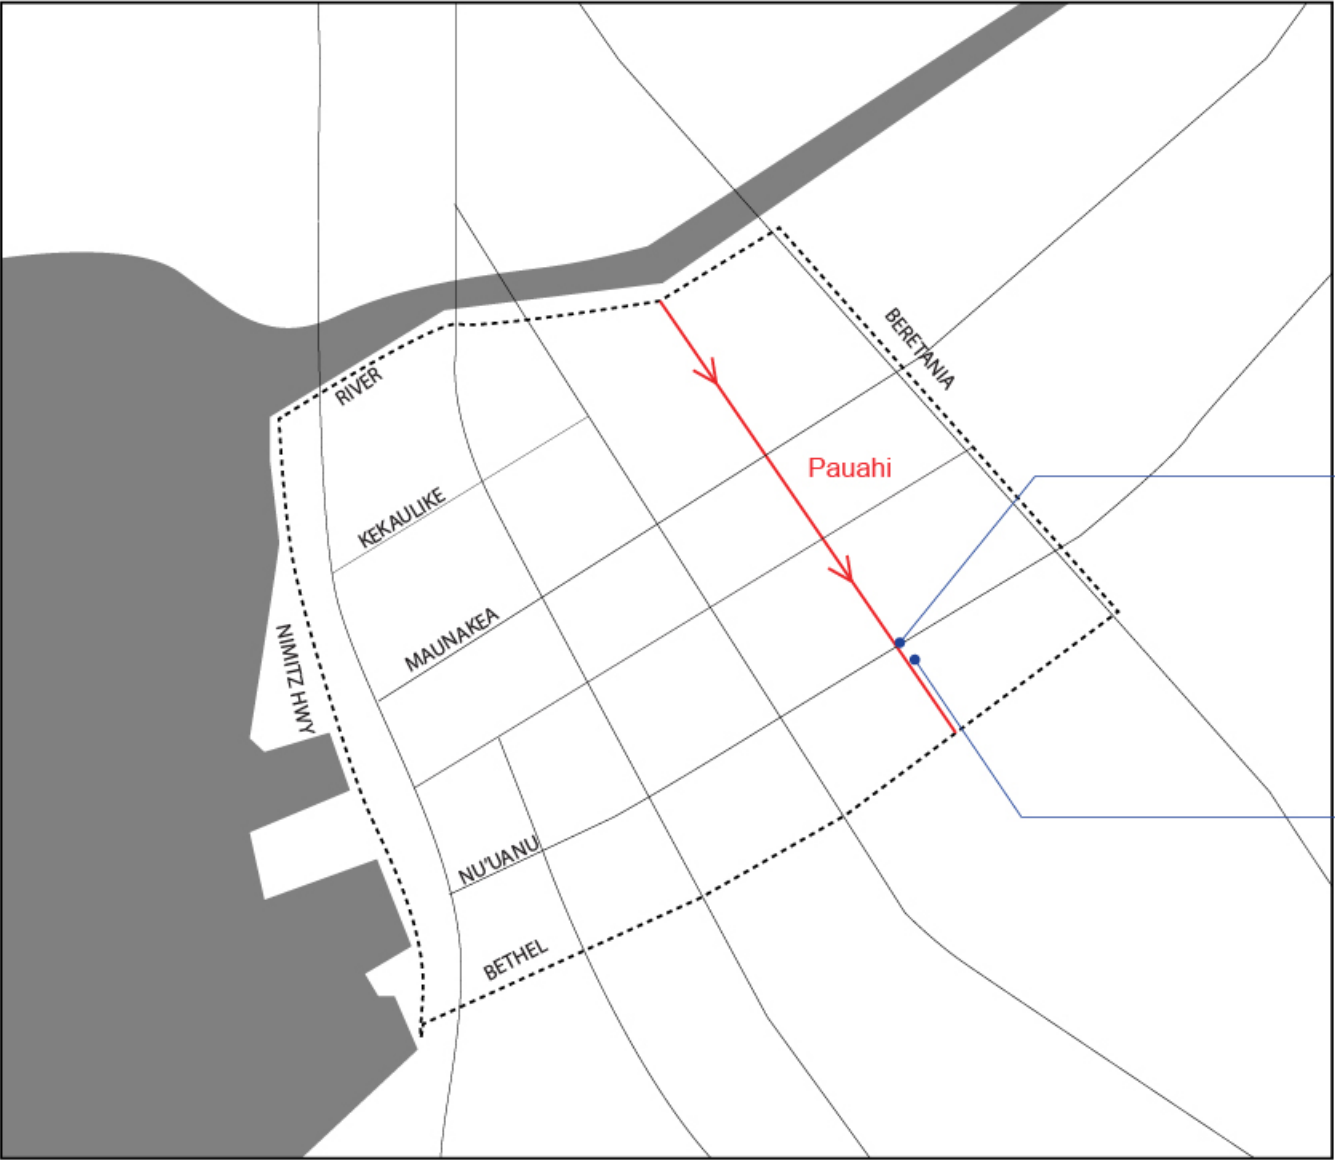 BERETANIA
RIVER
Pauahi
KEKAULIKE
MAUNAKEA
NIMITZ HWY
NU'UANU
BETHEL